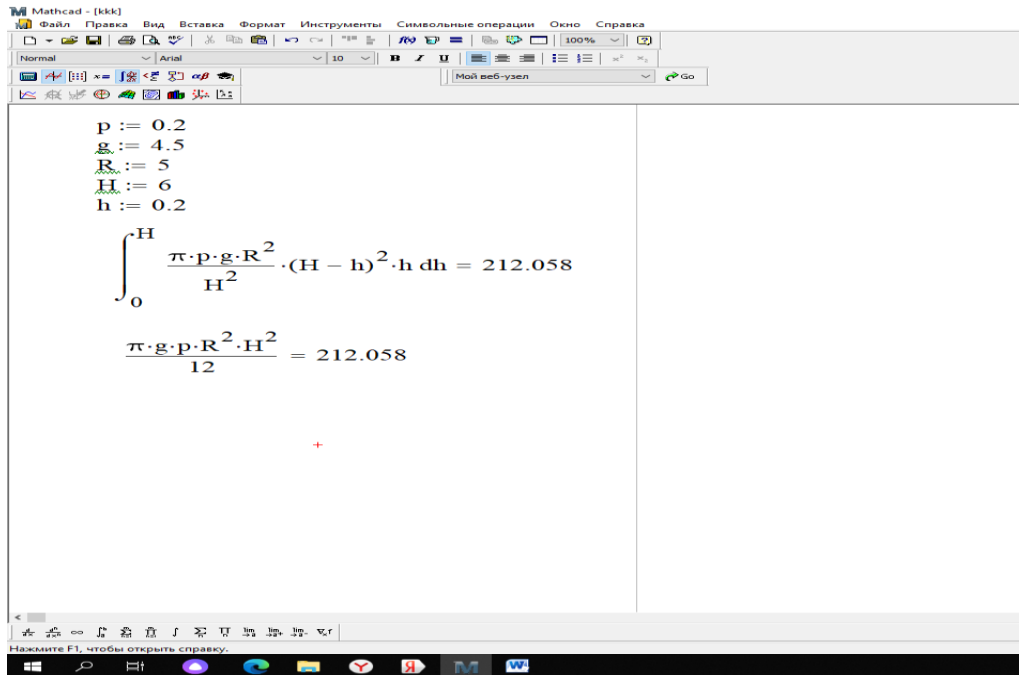 Mathcad - [kkk]
Файл Правка Вид Вставка Формат Инструменты Символьные операции Окно Справка
100%
Normal Arial 10 B I U
Мой веб-узел Go
p := 0.2
g := 4.5
R := 5
H := 6
h := 0.2
∫₀ᴴ (π·p·g·R²)/H² ·(H − h)²·h dh = 212.058
(π·g·p·R²·H²)/12 = 212.058
Нажмите F1, чтобы открыть справку.